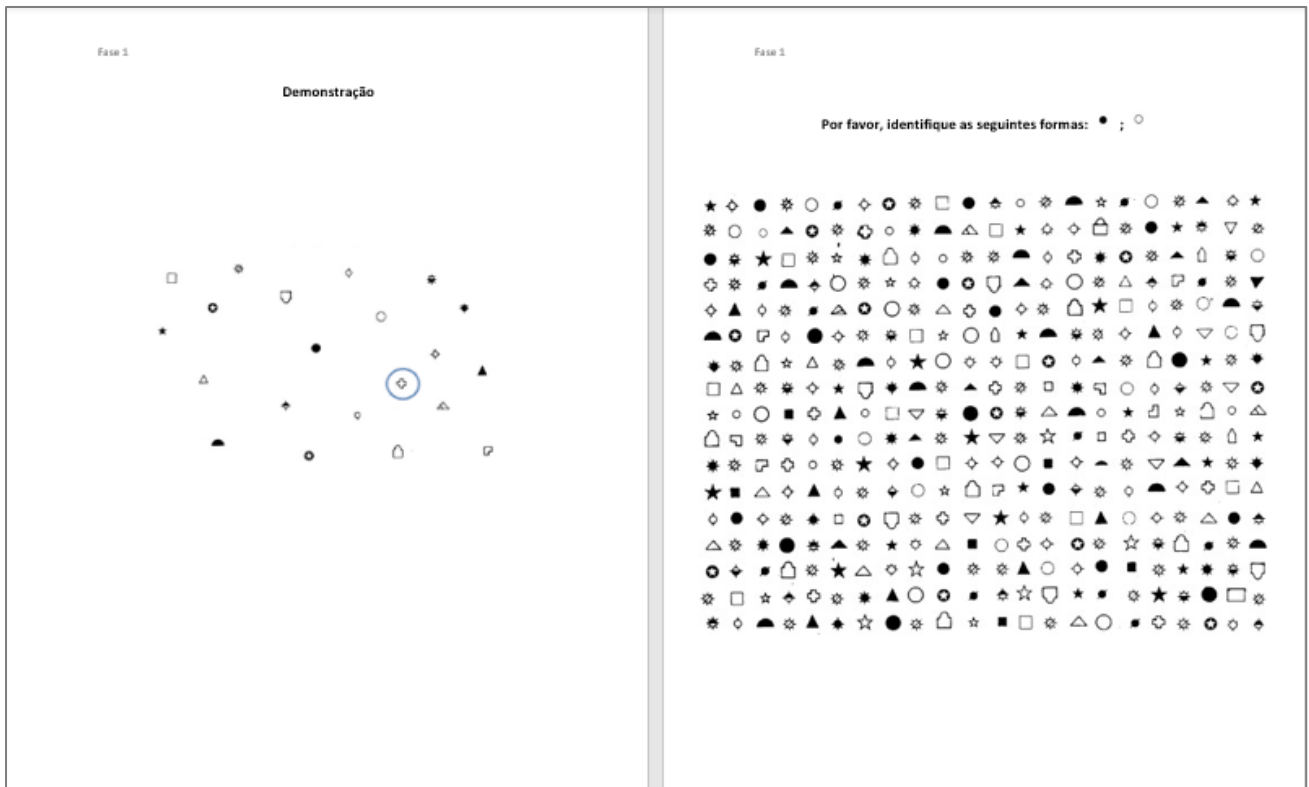 Fase 1
Demonstração
Fase 1
Por favor, identifique as seguintes formas: ● ; ○